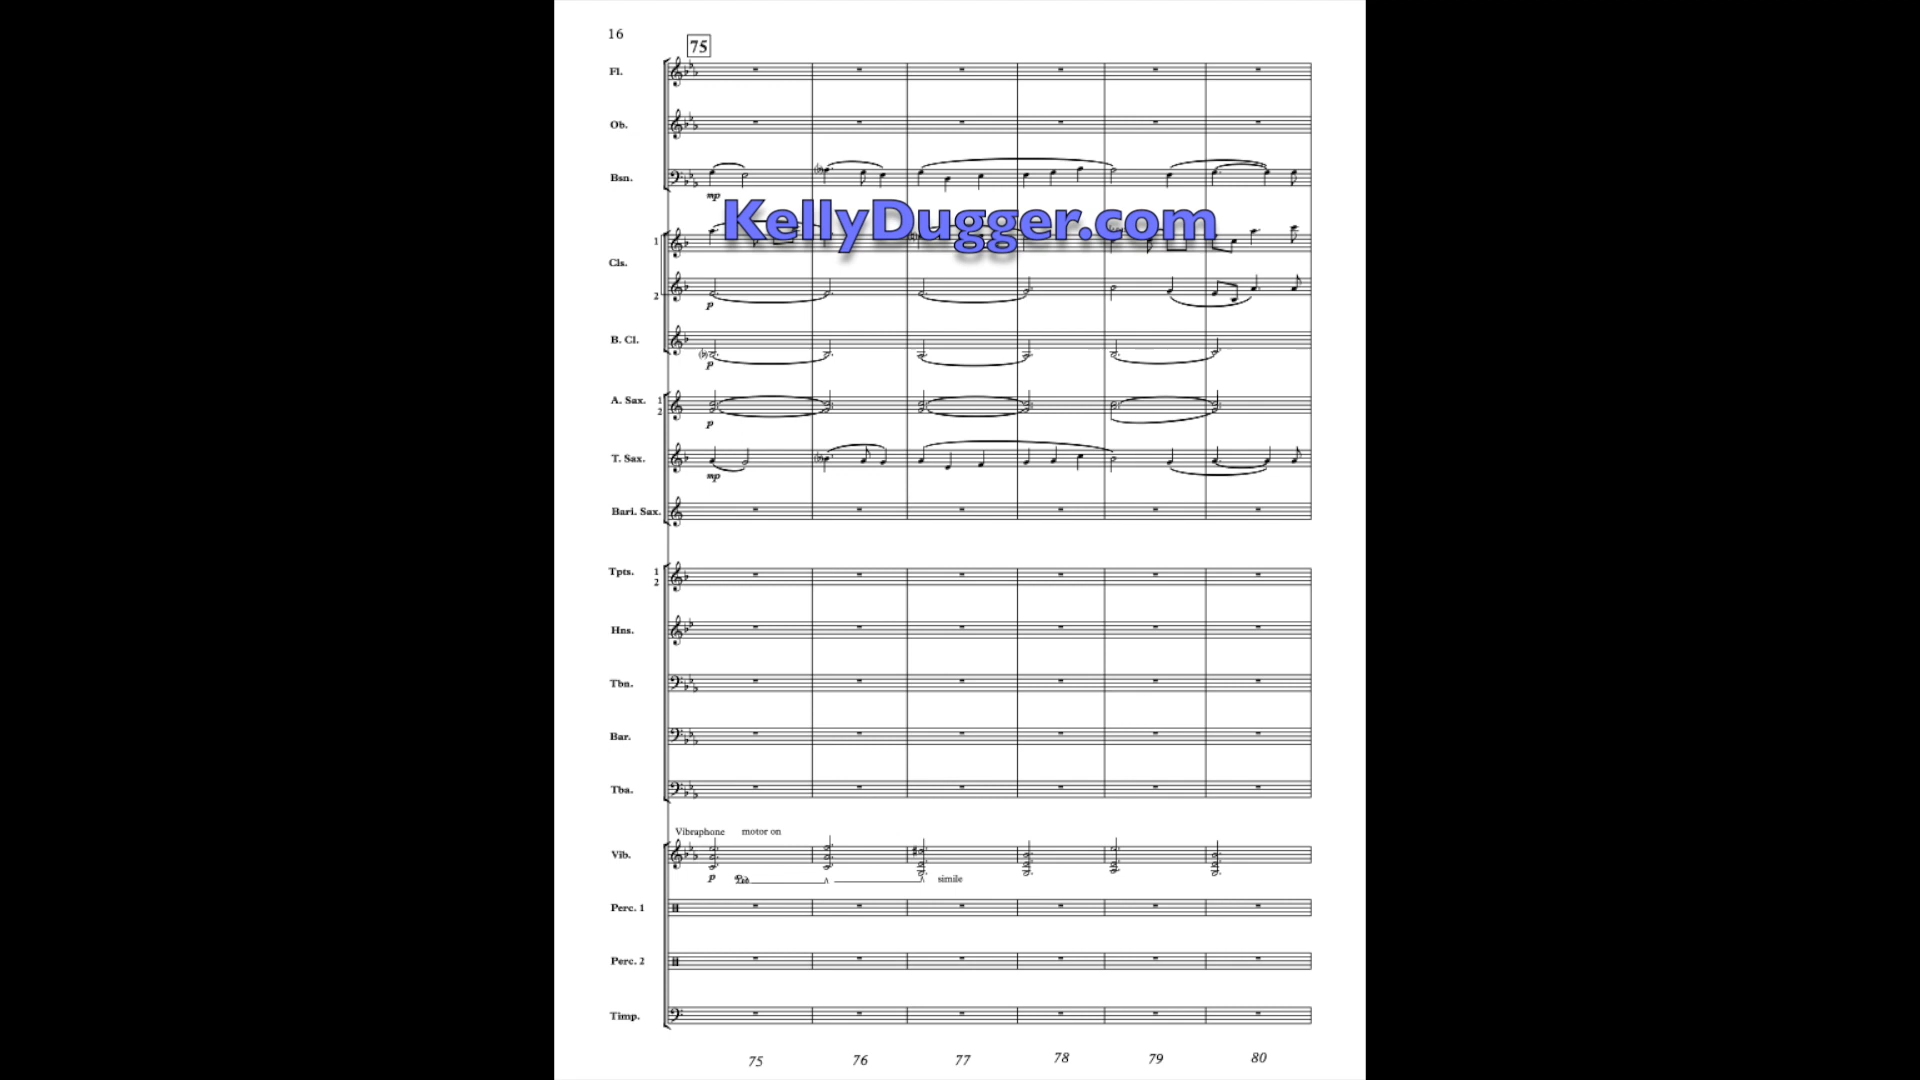 16
75
Fl.
Ob.
Bsn.
mp
KellyDugger.com
1
Cls.
2
p
B. Cl.
p
A. Sax. 1
2
p
T. Sax.
mp
Bari. Sax.
Tpts. 1
2
Hns.
Tbn.
Bar.
Tba.
Vibraphone motor on
Vib.
p Ped simile
Perc. 1
Perc. 2
Timp.
75 76 77 78 79 80